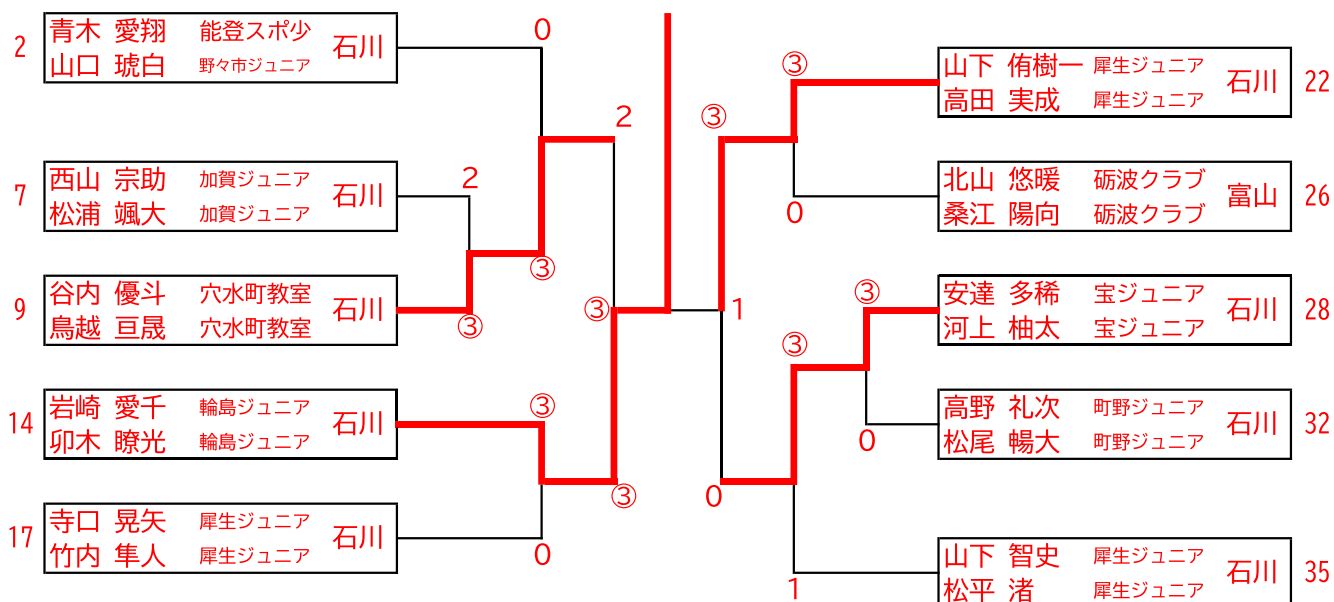 2 青木 愛翔 能登スポ少 石川
山口 琥白 野々市ジュニア
0
7 西山 宗助 加賀ジュニア 石川
松浦 颯大 加賀ジュニア
2
9 谷内 優斗 穴水町教室 石川
鳥越 亘晟 穴水町教室
③
③
2
14 岩崎 愛千 輪島ジュニア 石川
卯木 瞭光 輪島ジュニア
③
17 寺口 晃矢 犀生ジュニア 石川
竹内 隼人 犀生ジュニア
0
③
③
1
③
0
③
山下 侑樹一 犀生ジュニア 石川 22
高田 実成 犀生ジュニア
0
北山 悠暖 砺波クラブ 富山 26
桑江 陽向 砺波クラブ
③
安達 多稀 宝ジュニア 石川 28
河上 柚太 宝ジュニア
③
0
高野 礼次 町野ジュニア 石川 32
松尾 暢大 町野ジュニア
1
山下 智史 犀生ジュニア 石川 35
松平 渚 犀生ジュニア